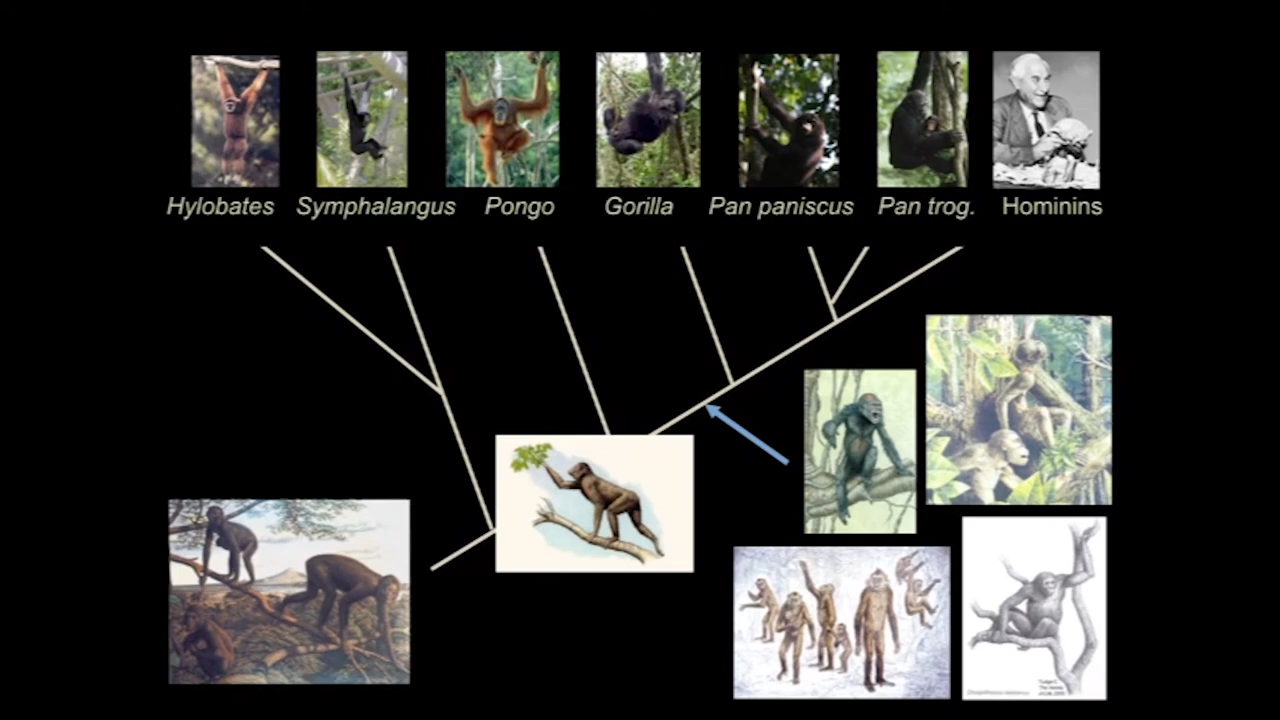 Hylobates
Symphalangus
Pongo
Gorilla
Pan paniscus
Pan trog.
Hominins